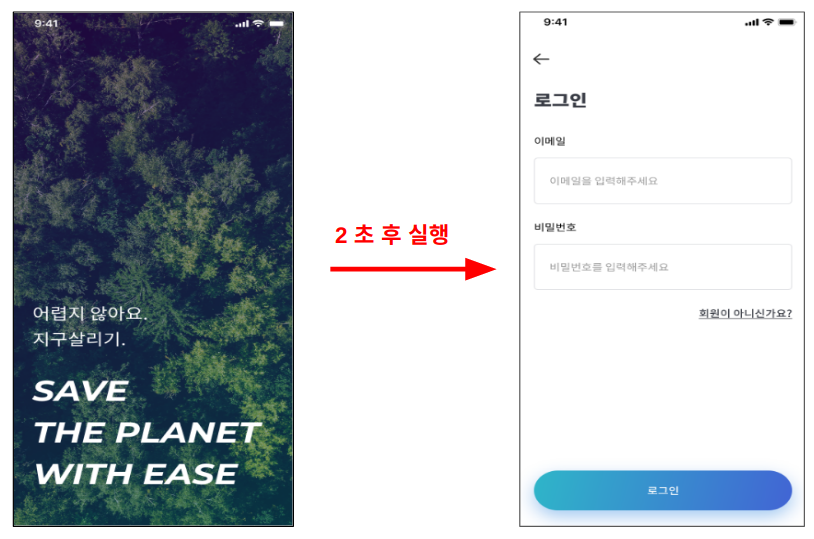 9:41
어렵지 않아요.
지구살리기.
SAVE
THE PLANET
WITH EASE
2 초 후 실행
9:41
로그인
이메일
이메일을 입력해주세요
비밀번호
비밀번호를 입력해주세요
회원이 아니신가요?
로그인